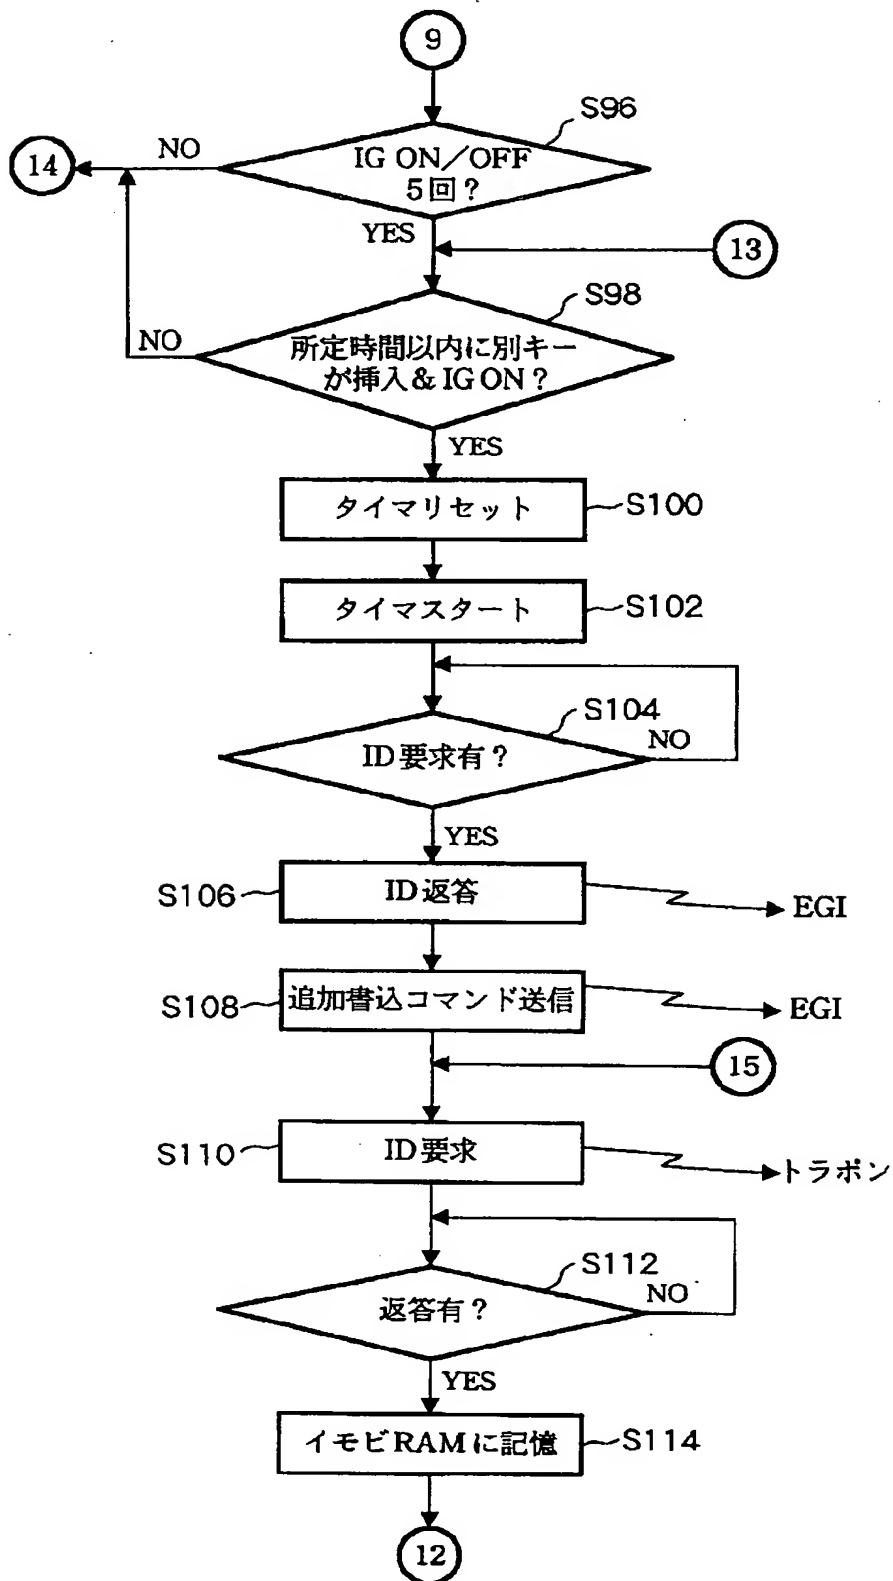 9
S96
IG ON/OFF
5回?
NO
14
YES
13
S98
所定時間以内に別キー
が挿入&IG ON?
NO
YES
タイマリセット
S100
タイマスタート
S102
S104
ID要求有?
NO
YES
S106
ID返答
EGI
S108
追加書込コマンド送信
EGI
15
S110
ID要求
トラポン
S112
返答有?
NO
YES
イモビRAMに記憶
S114
12